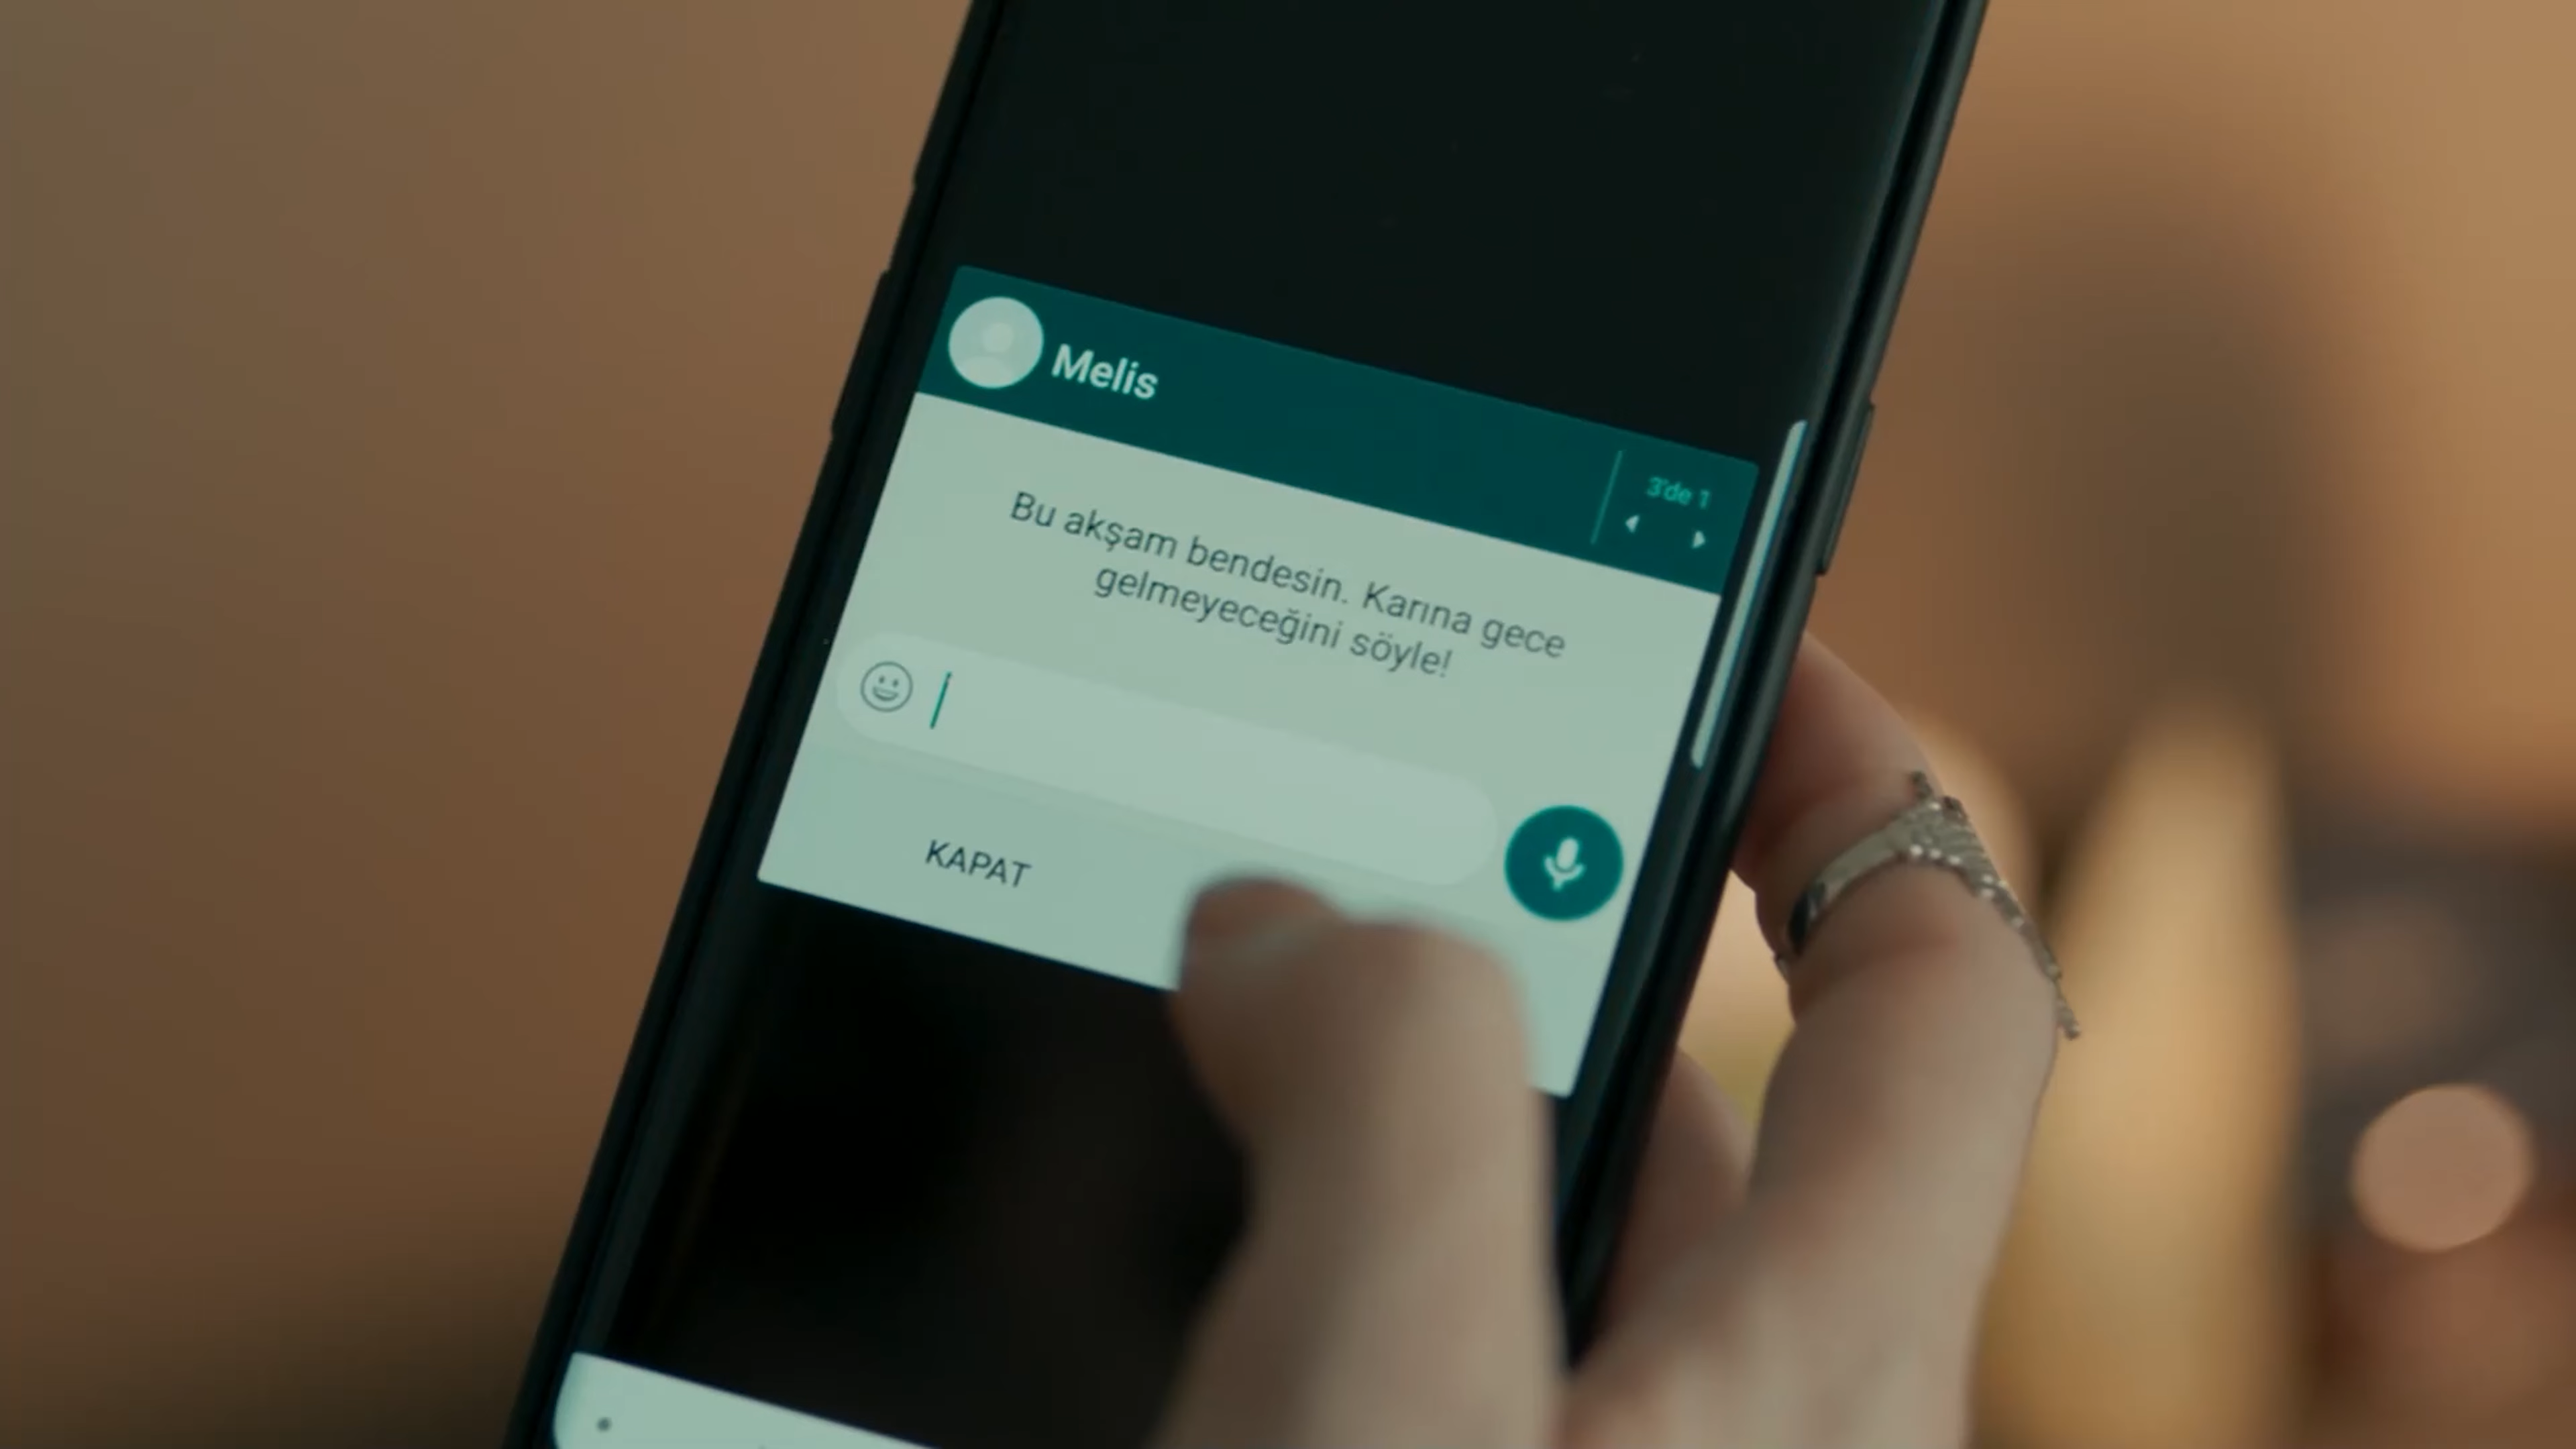 Melis
3'de 1
Bu akşam bendesin. Karına gece
gelmeyeceğini söyle!
KAPAT